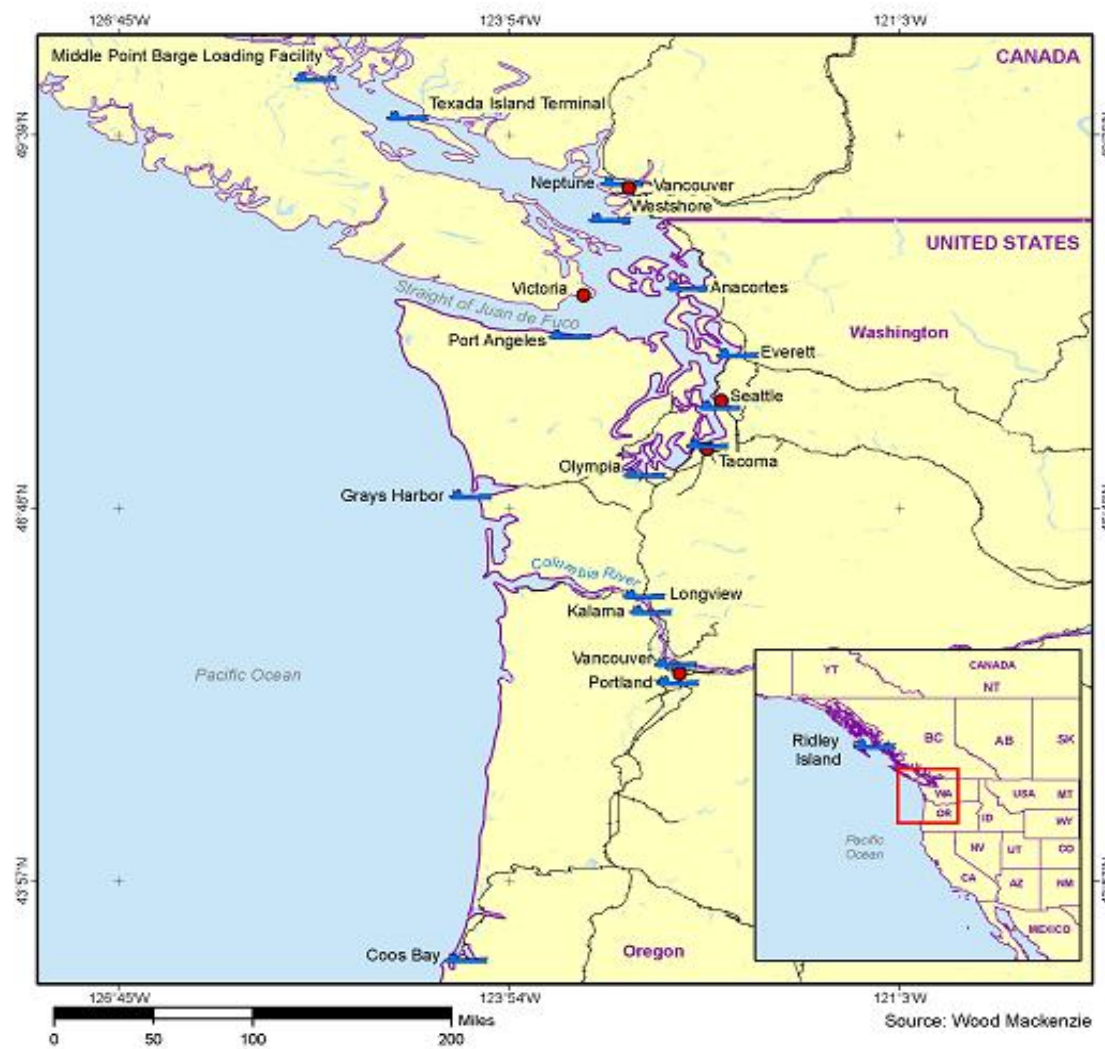 126°45'W
123°54'W
121°3'W
Middle Point Barge Loading Facility
CANADA
Texada Island Terminal
49°39'N
Neptune
Vancouver
Westshore
UNITED STATES
Victoria
Straight of Juan de Fuco
Anacortes
Port Angeles
Washington
Everett
Seattle
Olympia
Tacoma
Grays Harbor
46°48'N
Columbia River
Longview
Kalama
Vancouver
Portland
Pacific Ocean
YT
CANADA
NT
Ridley
Island
BC
AB
SK
WA
USA
MT
OR
ID
WY
Pacific
Ocean
NV
UT
CO
CA
AZ
NM
MEXICO
43°57'N
Coos Bay
Oregon
126°45'W
123°54'W
121°3'W
Miles
0
50
100
200
Source: Wood Mackenzie